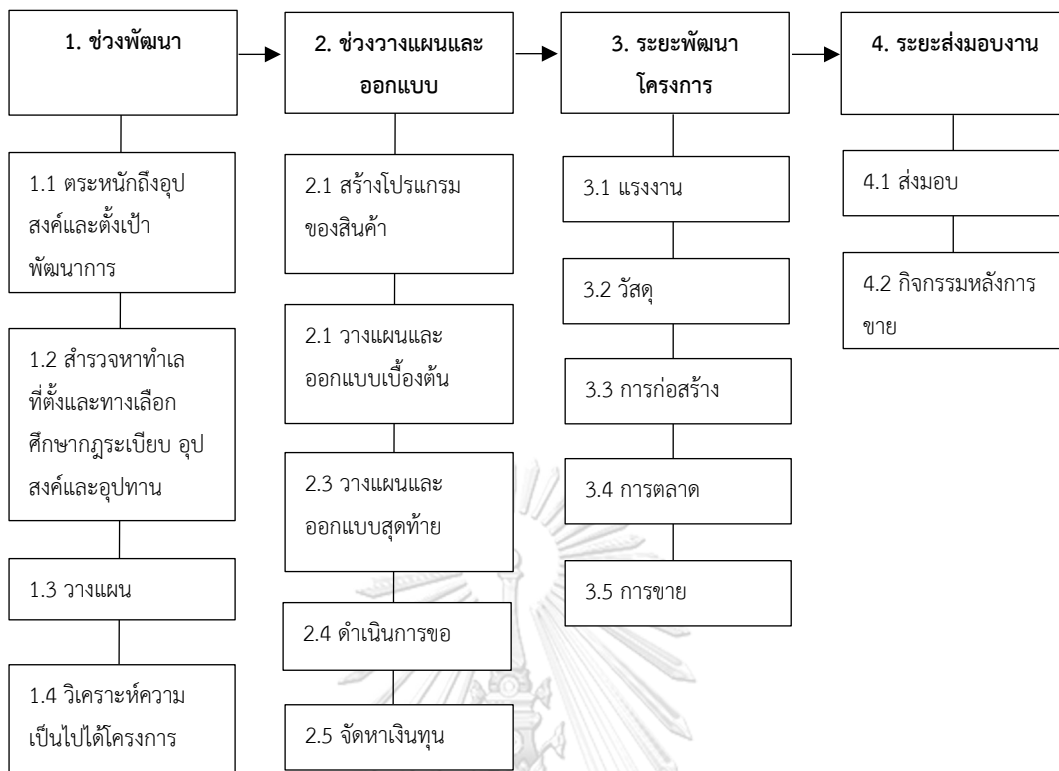 1. ช่วงพัฒนา
2. ช่วงวางแผนและ
ออกแบบ
3. ระยะพัฒนา
โครงการ
4. ระยะส่งมอบงาน
1.1 ตระหนักถึงอุป
สงค์และตั้งเป้า
พัฒนาการ
1.2 สำรวจหาทำเล
ที่ตั้งและทางเลือก
ศึกษากฎระเบียบ อุป
สงค์และอุปทาน
1.3 วางแผน
1.4 วิเคราะห์ความ
เป็นไปได้โครงการ
2.1 สร้างโปรแกรม
ของสินค้า
2.1 วางแผนและ
ออกแบบเบื้องต้น
2.3 วางแผนและ
ออกแบบสุดท้าย
2.4 ดำเนินการขอ
2.5 จัดหาเงินทุน
3.1 แรงงาน
3.2 วัสดุ
3.3 การก่อสร้าง
3.4 การตลาด
3.5 การขาย
4.1 ส่งมอบ
4.2 กิจกรรมหลังการ
ขาย